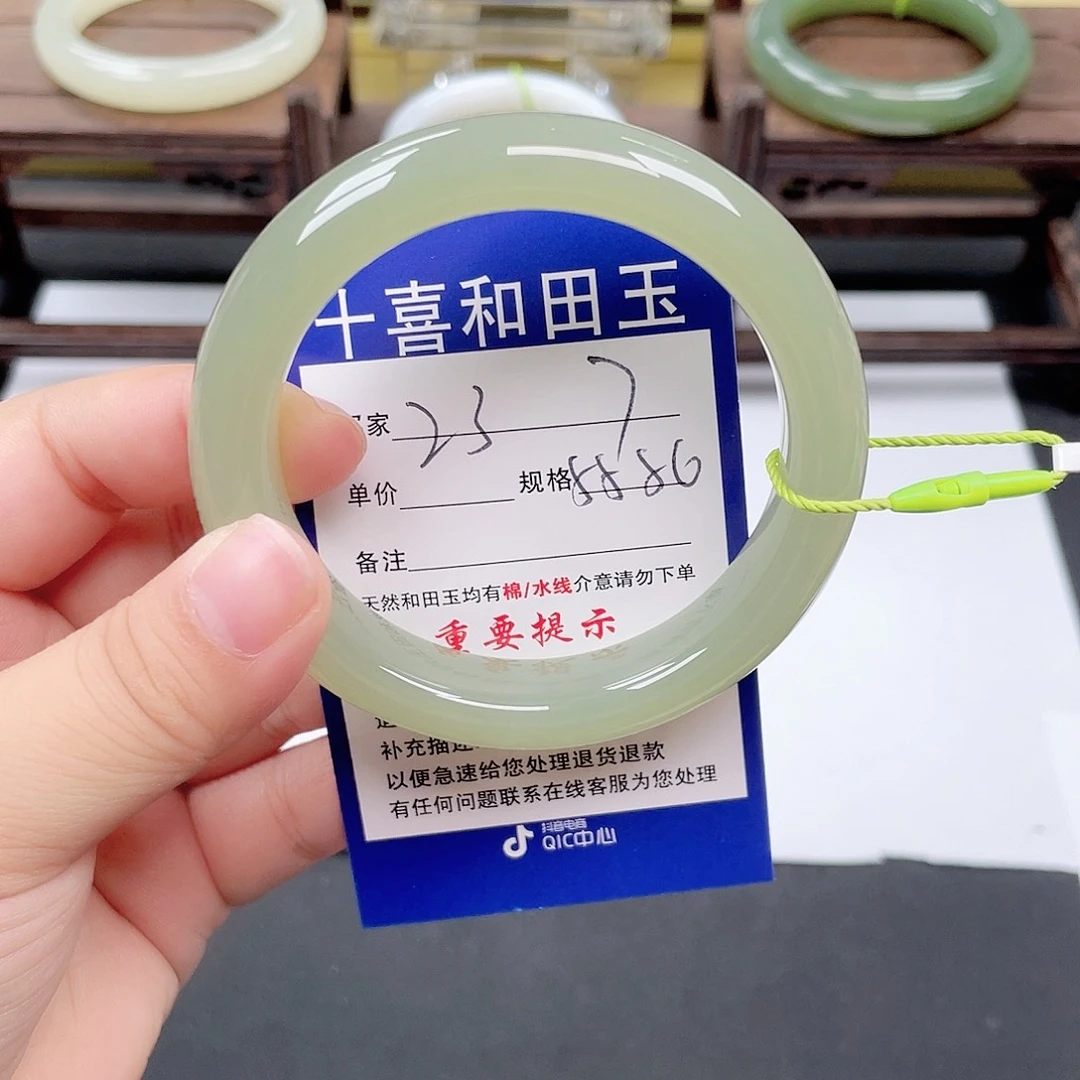 十喜和田玉
家 23 7
单价 规格 8886
备注
天然和田玉均有棉/水线介意请勿下单
重要提示
补充描述
以便急速给您处理退货退款
有任何问题联系在线客服为您处理
抖音电商
QIC中心